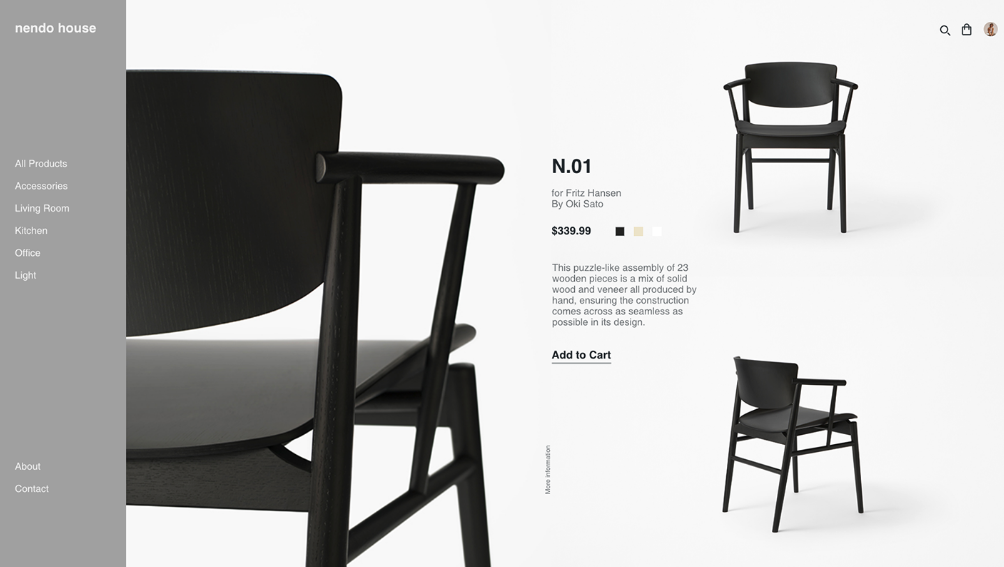 nendo house
All Products
Accessories
Living Room
Kitchen
Office
Light
About
Contact
N.01
for Fritz Hansen
By Oki Sato
$339.99
This puzzle-like assembly of 23
wooden pieces is a mix of solid
wood and veneer all produced by
hand, ensuring the construction
comes across as seamless as
possible in its design.
Add to Cart
More information